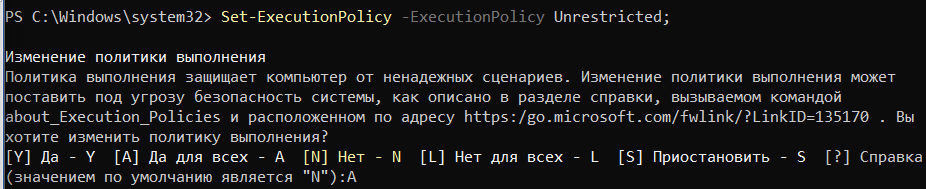 PS C:\Windows\system32> Set-ExecutionPolicy -ExecutionPolicy Unrestricted;
Изменение политики выполнения
Политика выполнения защищает компьютер от ненадежных сценариев. Изменение политики выполнения может
поставить под угрозу безопасность системы, как описано в разделе справки, вызываемом командой
about_Execution_Policies и расположенном по адресу https:/go.microsoft.com/fwlink/?LinkID=135170 . Вы
хотите изменить политику выполнения?
[Y] Да - Y  [A] Да для всех - A  [N] Нет - N  [L] Нет для всех - L  [S] Приостановить - S  [?] Справка
(значением по умолчанию является "N"):A